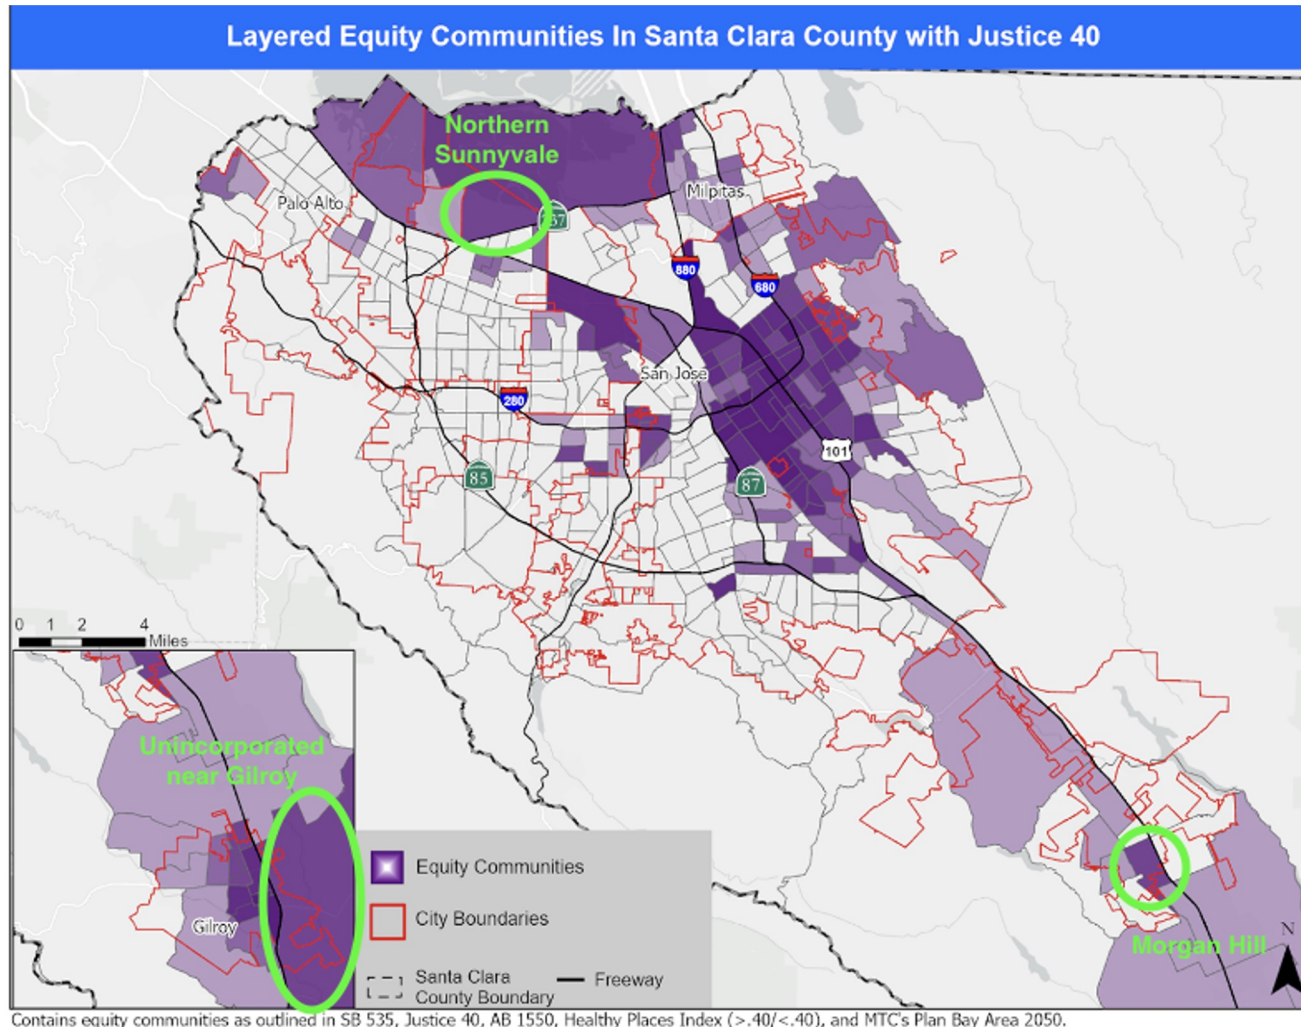 Layered Equity Communities In Santa Clara County with Justice 40
Northern
Sunnyvale
Palo Alto
237
Milpitas
880
680
San Jose
280
101
85
87
0 1 2 4
Miles
Unincorporated
near Gilroy
Gilroy
Equity Communities
City Boundaries
Santa Clara
County Boundary
Freeway
Morgan Hill
N
Contains equity communities as outlined in SB 535, Justice 40, AB 1550, Healthy Places Index (>.40/<.40), and MTC's Plan Bay Area 2050.